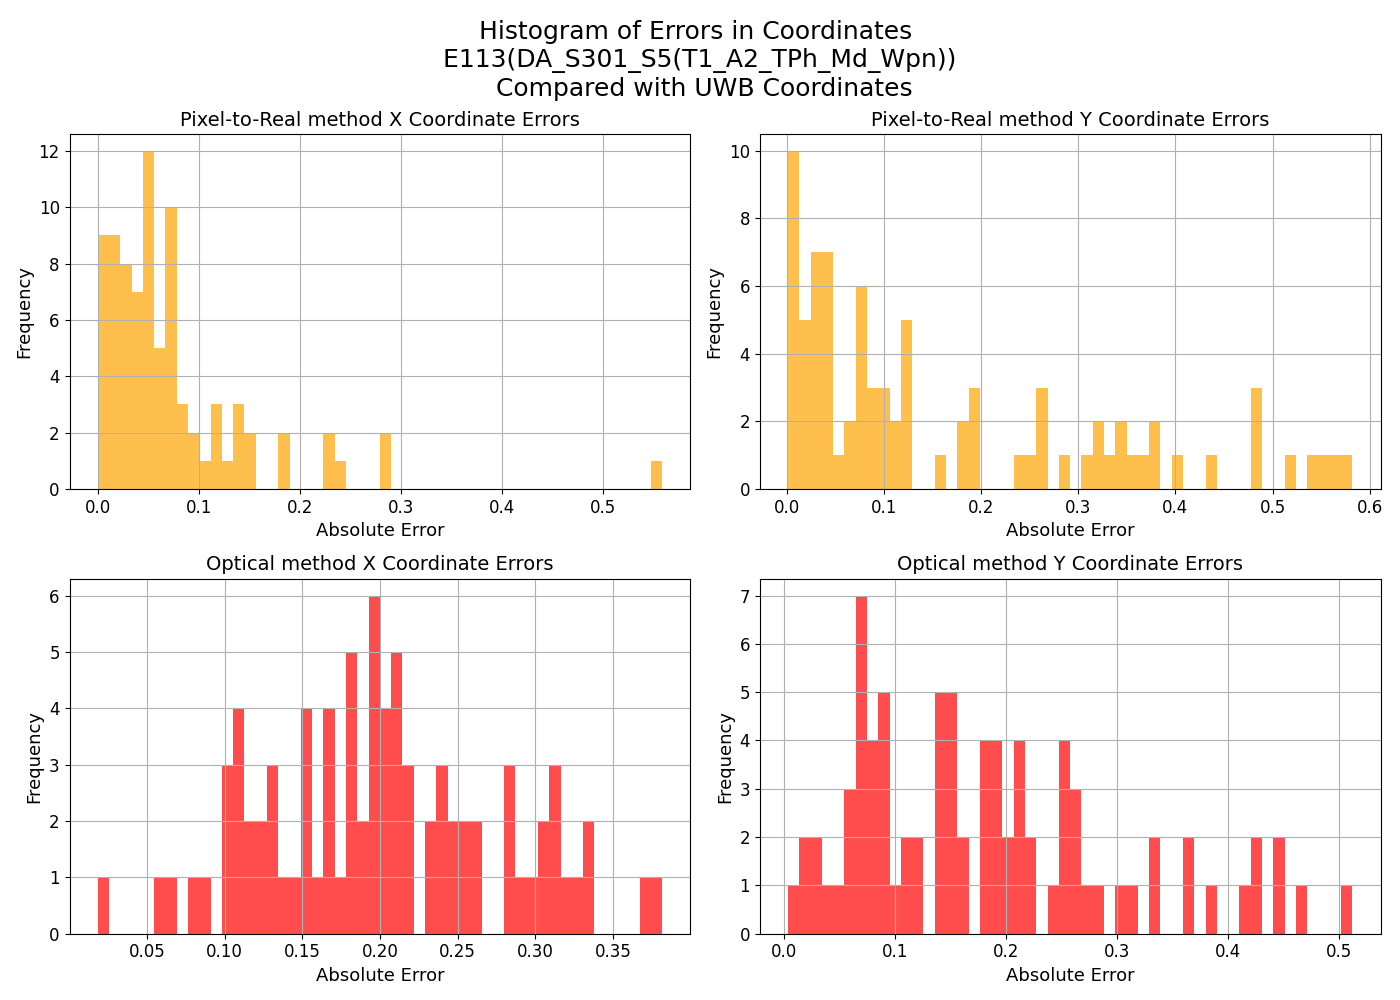 Histogram of Errors in Coordinates
E113(DA_S301_S5(T1_A2_TPh_Md_Wpn))
Compared with UWB Coordinates
Pixel-to-Real method X Coordinate Errors
12
10
8
6
4
2
0
Frequency
0.0 0.1 0.2 0.3 0.4 0.5
Absolute Error
Pixel-to-Real method Y Coordinate Errors
10
8
6
4
2
0
Frequency
0.0 0.1 0.2 0.3 0.4 0.5 0.6
Absolute Error
Optical method X Coordinate Errors
6
5
4
3
2
1
0
Frequency
0.05 0.10 0.15 0.20 0.25 0.30 0.35
Absolute Error
Optical method Y Coordinate Errors
7
6
5
4
3
2
1
0
Frequency
0.0 0.1 0.2 0.3 0.4 0.5
Absolute Error